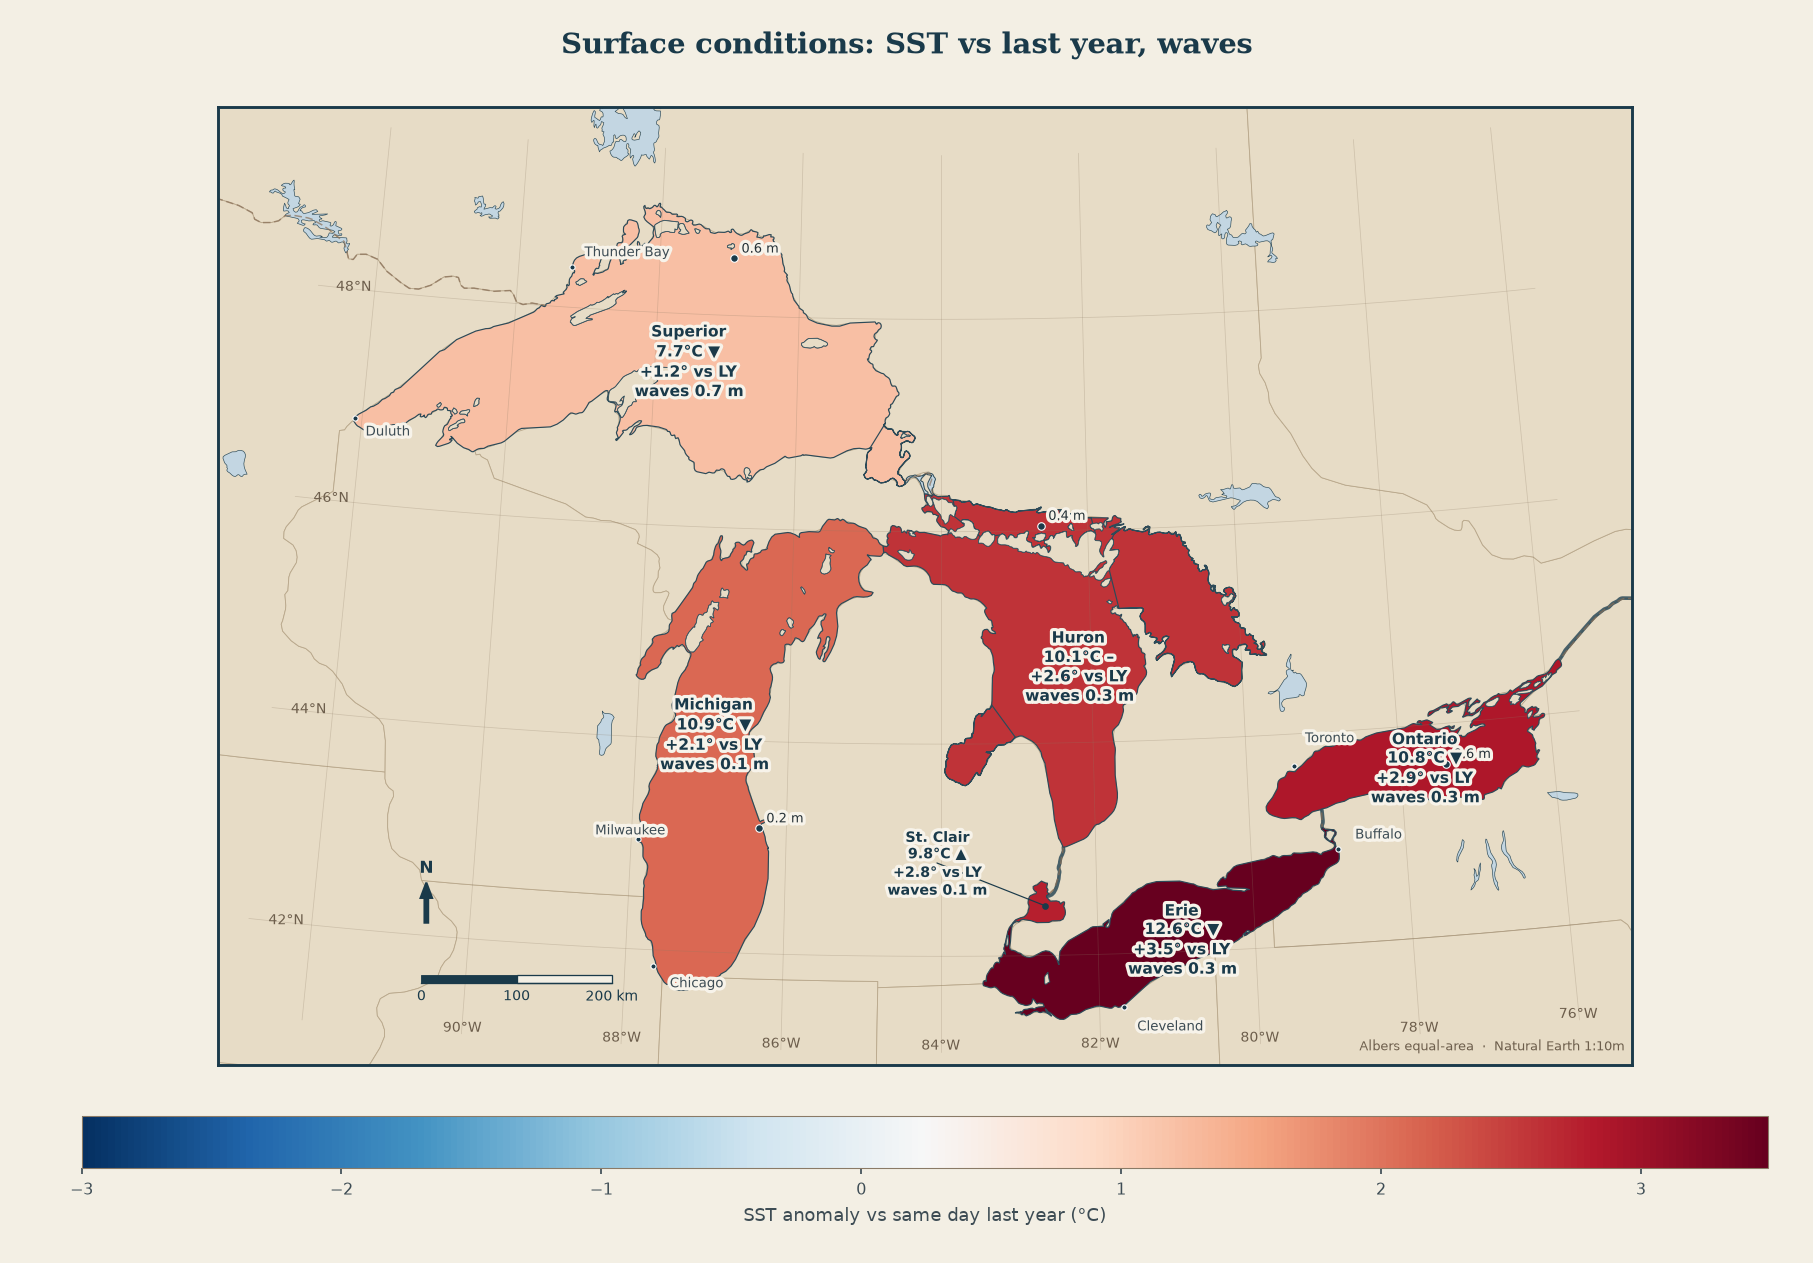 Surface conditions: SST vs last year, waves
Thunder Bay
0.6 m
48°N
Superior
7.7°C ▼
+1.2° vs LY
waves 0.7 m
Duluth
46°N
0.4 m
Huron
10.1°C –
+2.6° vs LY
waves 0.3 m
44°N
Michigan
10.9°C ▼
+2.1° vs LY
waves 0.1 m
Toronto
Ontario
.6 m
10.8°C ▼
+2.9° vs LY
waves 0.3 m
0.2 m
Milwaukee
Buffalo
St. Clair
9.8°C ▲
+2.8° vs LY
waves 0.1 m
N
42°N
Erie
12.6°C ▼
+3.5° vs LY
waves 0.3 m
Chicago
0 100 200 km
Cleveland
90°W 88°W 86°W 84°W 82°W 80°W 78°W 76°W
Albers equal-area · Natural Earth 1:10m
−3 −2 −1 0 1 2 3
SST anomaly vs same day last year (°C)